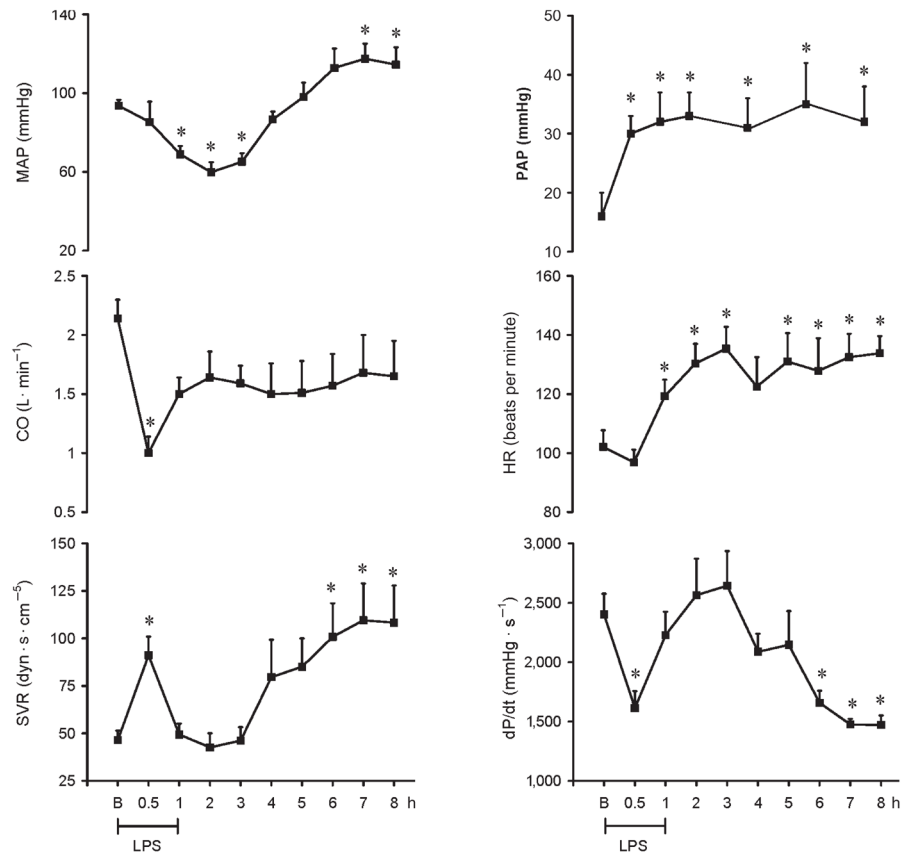 140
100
60
20
MAP (mmHg)
* * * * *
50
40
30
20
10
PAP (mmHg)
* * * * * *
2.5
2
1.5
1
0.5
CO (L· min⁻¹)
*
160
140
120
100
80
HR (beats per minute)
* * * * * * *
150
125
100
75
50
25
SVR (dyn · s · cm⁻⁵)
* * * *
B 0.5 1 2 3 4 5 6 7 8 h
LPS
3,000
2,500
2,000
1,500
1,000
dP/dt (mmHg · s⁻¹)
* * * *
B 0.5 1 2 3 4 5 6 7 8 h
LPS